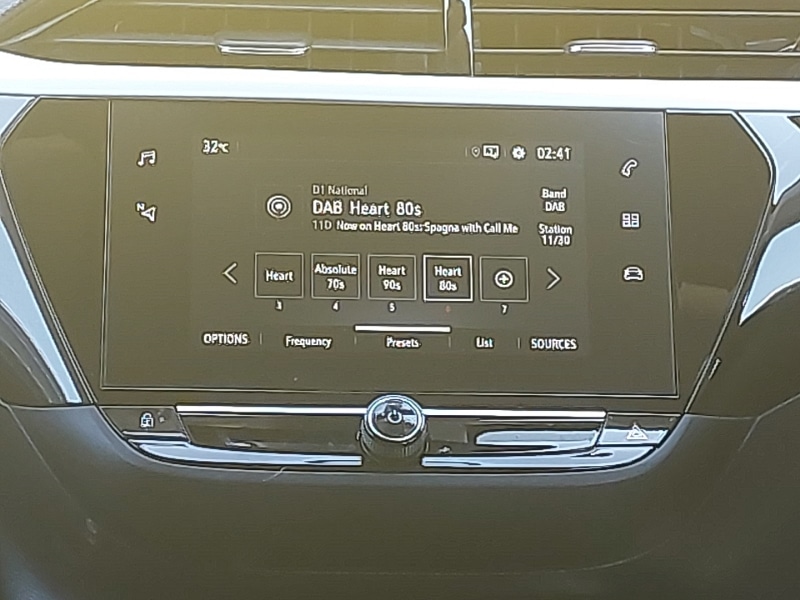 32°C
02:41
N
D1 National
DAB Heart 80s
11D Now on Heart 80s: Spagna with Call Me
Band
DAB
Station
11/30
Heart
Absolute
70s
Heart
90s
Heart
80s
3
4
5
6
7
OPTIONS
Frequency
Presets
List
SOURCES